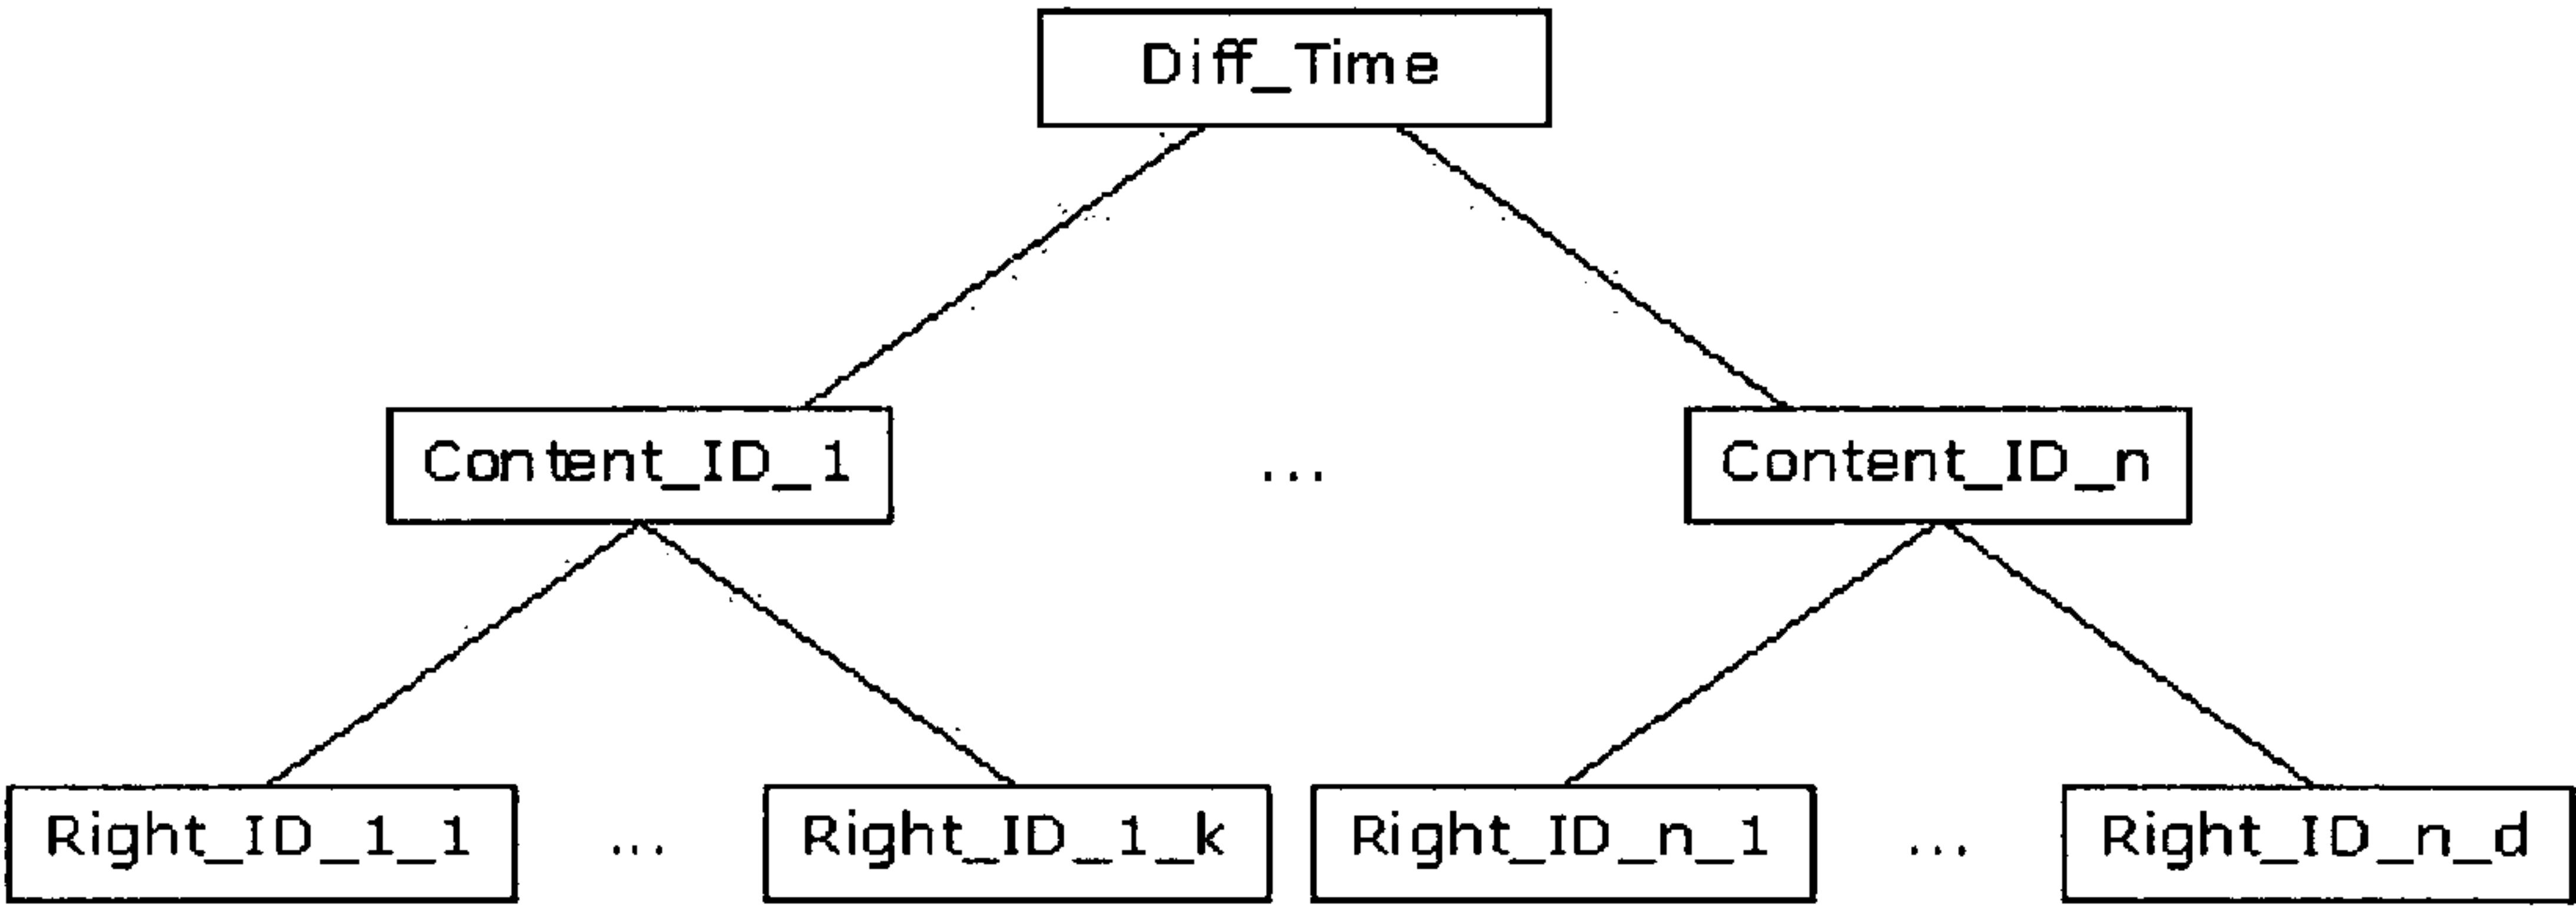 Diff_Time
Content_ID_1 ... Content_ID_n
Right_ID_1_1 ... Right_ID_1_k Right_ID_n_1 ... Right_ID_n_d